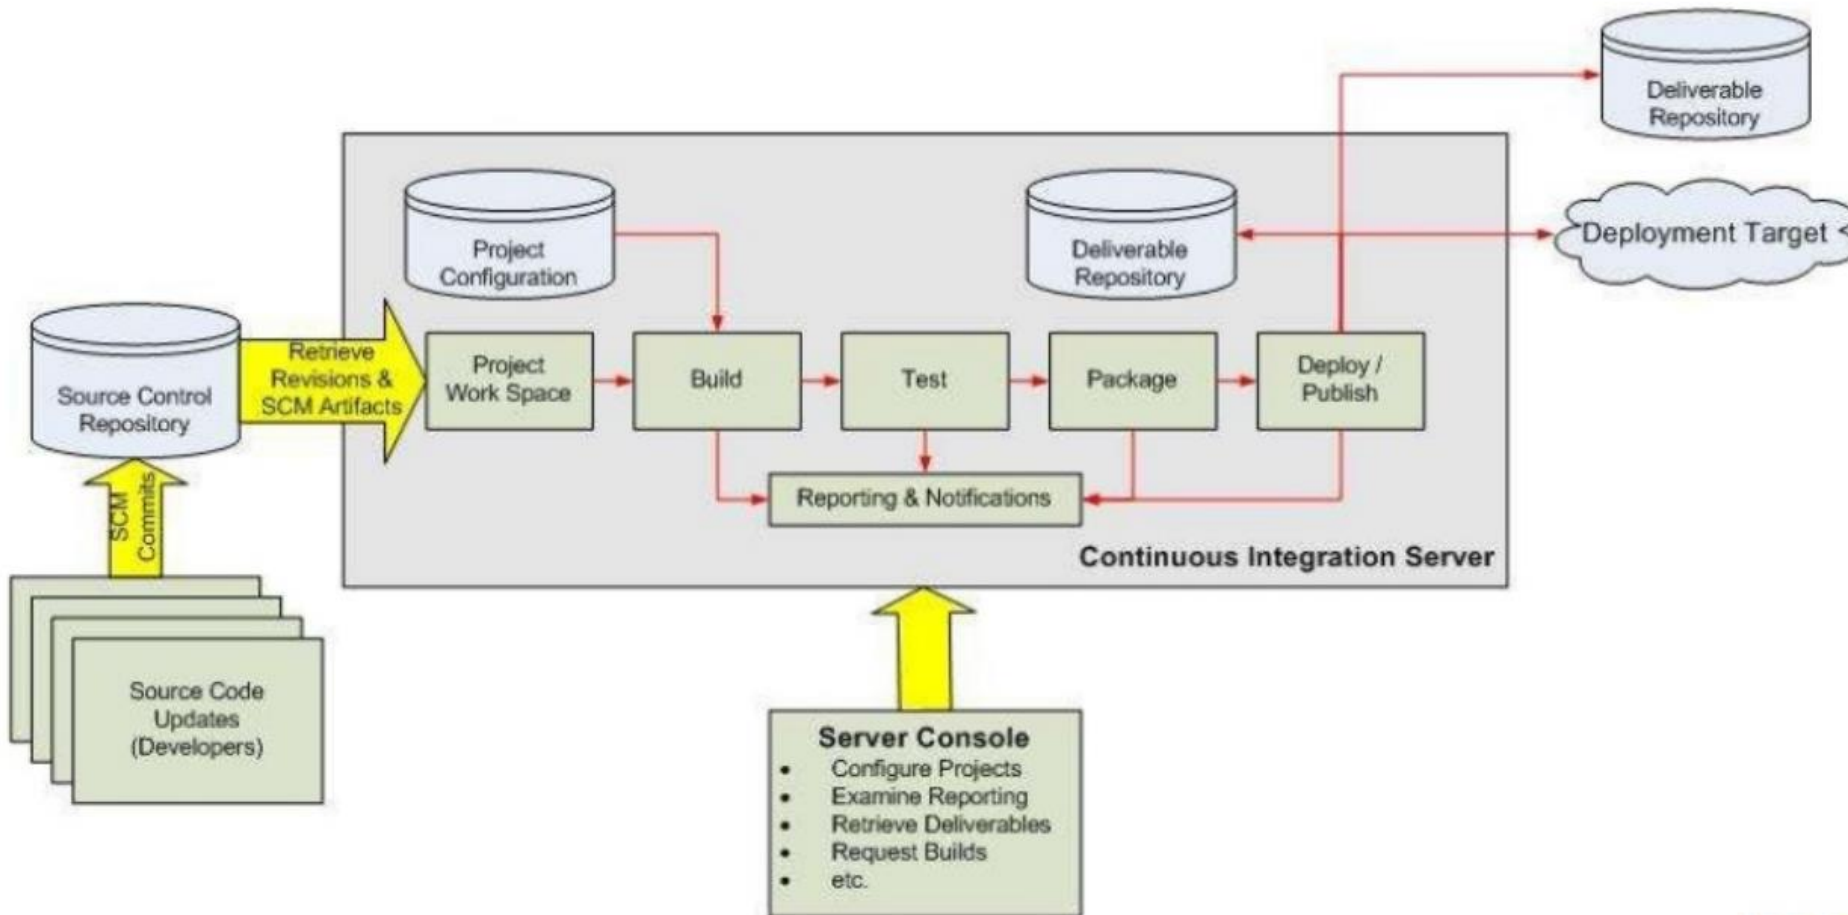 Deliverable
Repository
Project
Configuration
Deliverable
Repository
Deployment Target
Source Control
Repository
Retrieve
Revisions &
SCM Artifacts
Project
Work Space
Build
Test
Package
Deploy /
Publish
SCM
Commits
Reporting & Notifications
Continuous Integration Server
Source Code
Updates
(Developers)
Server Console
• Configure Projects
• Examine Reporting
• Retrieve Deliverables
• Request Builds
• etc.